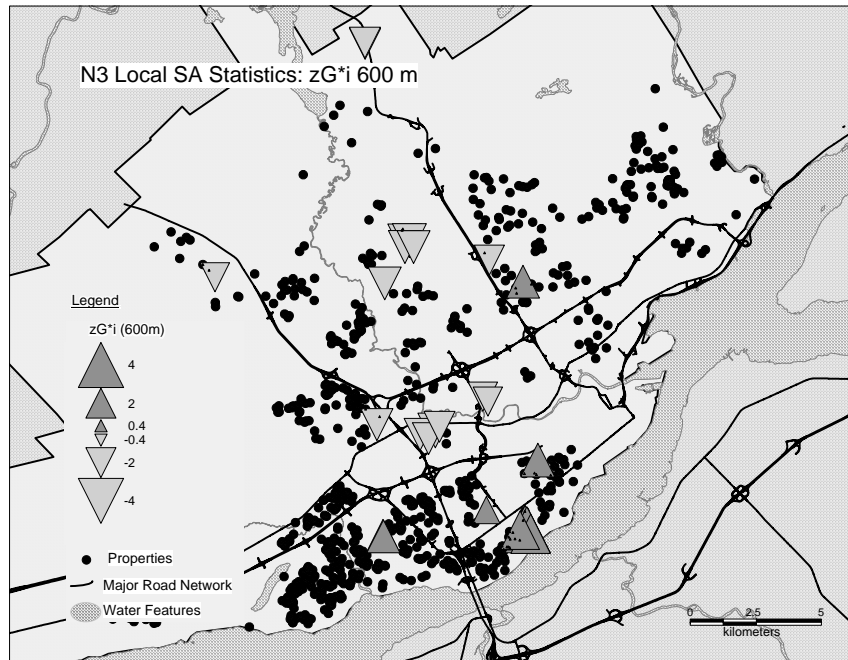 N3 Local SA Statistics: zG*i 600 m
Legend
zG*i (600m)
4
2
0.4
-0.4
-2
-4
Properties
Major Road Network
Water Features
0 2.5 5
kilometers